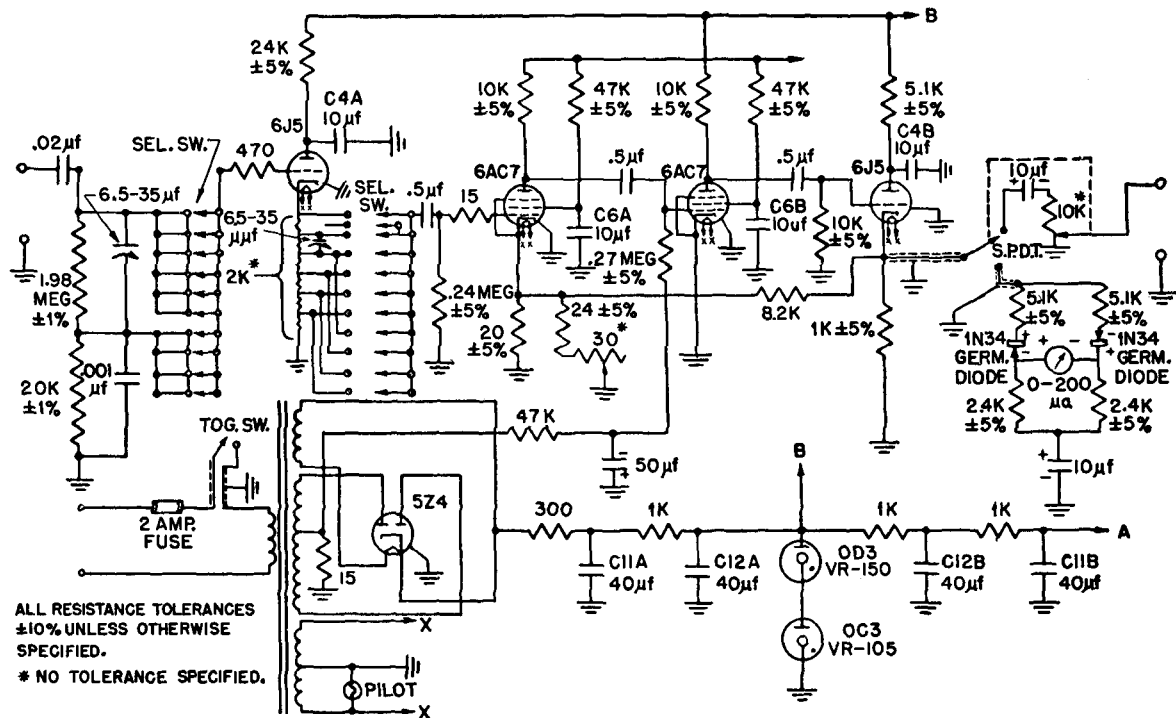 B
24K
±5%
10K
±5%
47K
±5%
10K
±5%
47K
±5%
5.1K
±5%
C4A
10µf
C4B
10µf
6J5
.02µf
SEL. SW.
470
6.5-35µf
SEL.
SW.
.5µf
15
6AC7
.5µf
6AC7
.5µf
6J5
10µf
10K*
X X
X X
X X
X X
6.5-35
µµf
2K*
C6A
10µf
C6B
10uf
10K
±5%
S.P.D.T.
.27 MEG
±5%
1.98
MEG
±1%
.24 MEG
±5%
20
±5%
24 ±5%
30*
8.2K
1K ±5%
5.1K
±5%
5.1K
±5%
1N34
GERM.
DIODE
+
-
+
-
-
+
1N34
GERM.
DIODE
0-200
µa
20K
±1%
.001
µf
2.4K
±5%
2.4K
±5%
TOG. SW.
47K
-
+
50µf
B
+
-
10µf
2 AMP.
FUSE
5Z4
15
300
1K
1K
1K
A
C11A
40µf
C12A
40µf
OD3
VR-150
C12B
40µf
C11B
40µf
OC3
VR-105
X
PILOT
X
ALL RESISTANCE TOLERANCES
±10% UNLESS OTHERWISE
SPECIFIED.
* NO TOLERANCE SPECIFIED.